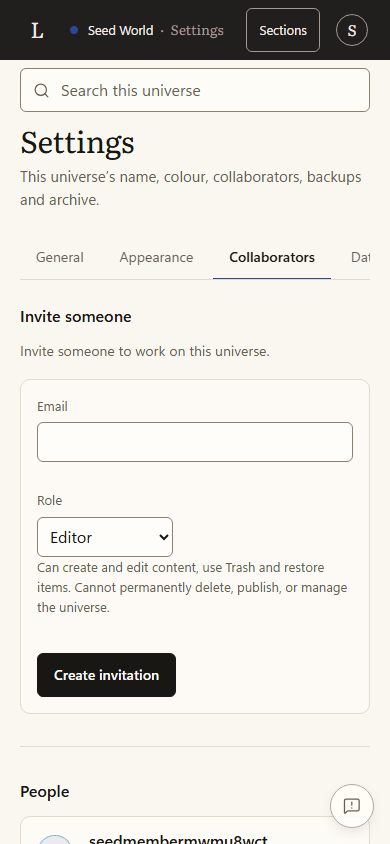 L
Seed World · Settings
Sections
S
Search this universe
Settings
This universe’s name, colour, collaborators, backups
and archive.
General
Appearance
Collaborators
Invite someone
Invite someone to work on this universe.
Email
Role
Editor
Can create and edit content, use Trash and restore
items. Cannot permanently delete, publish, or manage
the universe.
Create invitation
People
seedmembermwmu8wct